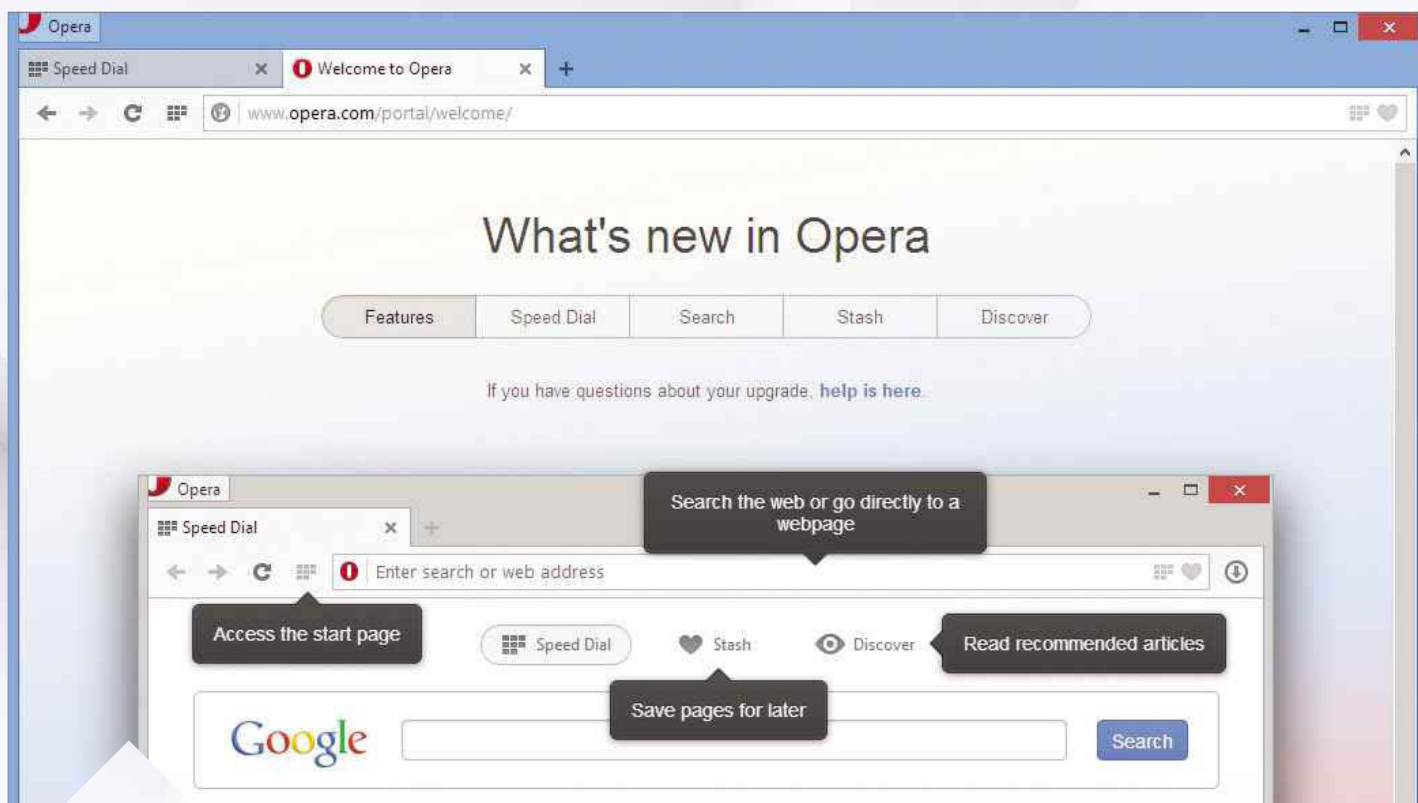 Opera
Speed Dial
Welcome to Opera
www.opera.com/portal/welcome/
What's new in Opera
Features Speed Dial Search Stash Discover
If you have questions about your upgrade, help is here.
Opera
Search the web or go directly to a
webpage
Speed Dial
Enter search or web address
Access the start page
Speed Dial Stash Discover
Read recommended articles
Save pages for later
Google
Search